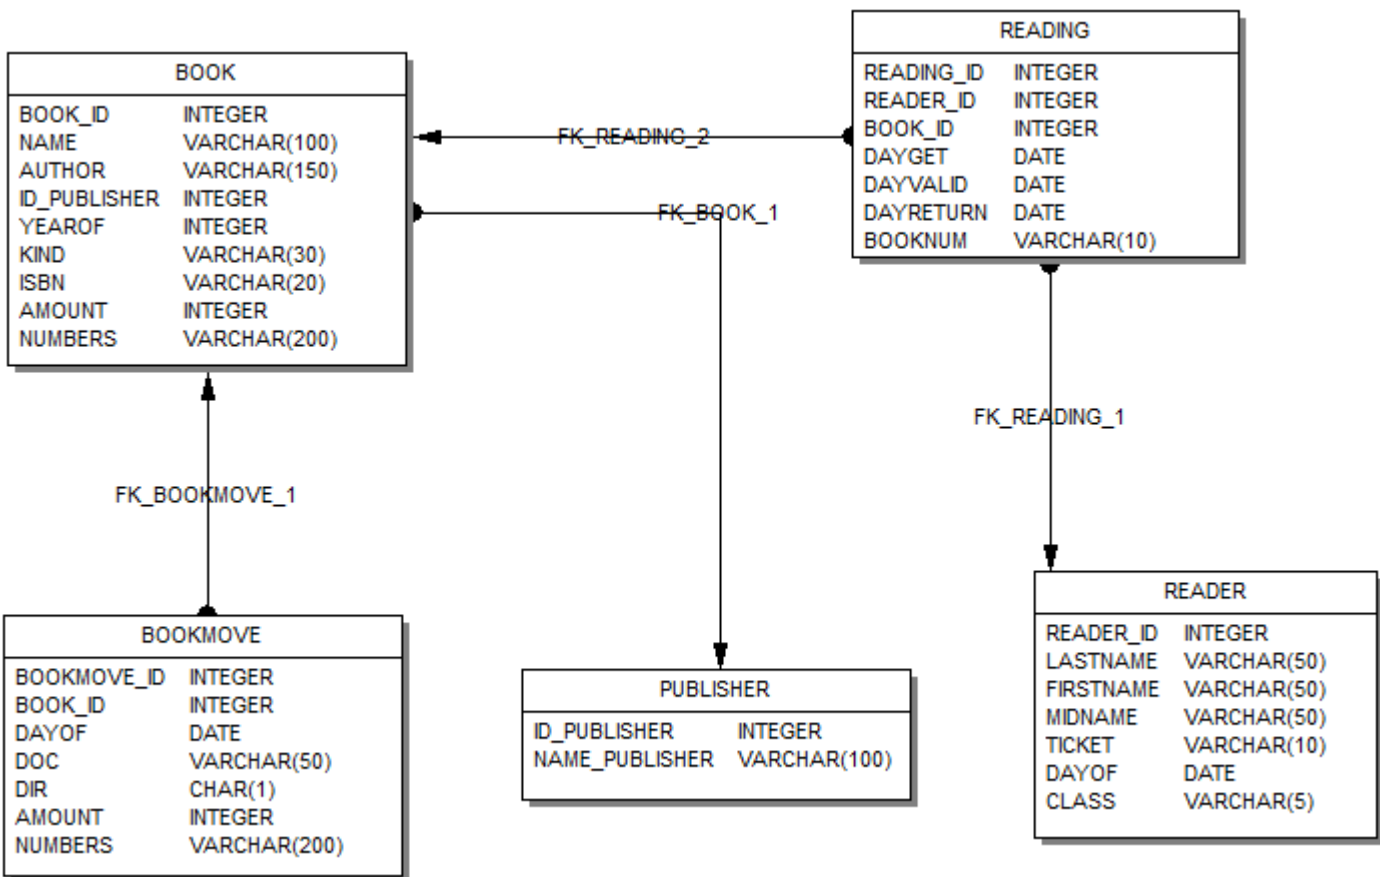 BOOK
BOOK_ID INTEGER
NAME VARCHAR(100)
AUTHOR VARCHAR(150)
ID_PUBLISHER INTEGER
YEAROF INTEGER
KIND VARCHAR(30)
ISBN VARCHAR(20)
AMOUNT INTEGER
NUMBERS VARCHAR(200)
FK_READING_2
FK_BOOK_1
READING
READING_ID INTEGER
READER_ID INTEGER
BOOK_ID INTEGER
DAYGET DATE
DAYVALID DATE
DAYRETURN DATE
BOOKNUM VARCHAR(10)
FK_BOOKMOVE_1
FK_READING_1
BOOKMOVE
BOOKMOVE_ID INTEGER
BOOK_ID INTEGER
DAYOF DATE
DOC VARCHAR(50)
DIR CHAR(1)
AMOUNT INTEGER
NUMBERS VARCHAR(200)
PUBLISHER
ID_PUBLISHER INTEGER
NAME_PUBLISHER VARCHAR(100)
READER
READER_ID INTEGER
LASTNAME VARCHAR(50)
FIRSTNAME VARCHAR(50)
MIDNAME VARCHAR(50)
TICKET VARCHAR(10)
DAYOF DATE
CLASS VARCHAR(5)